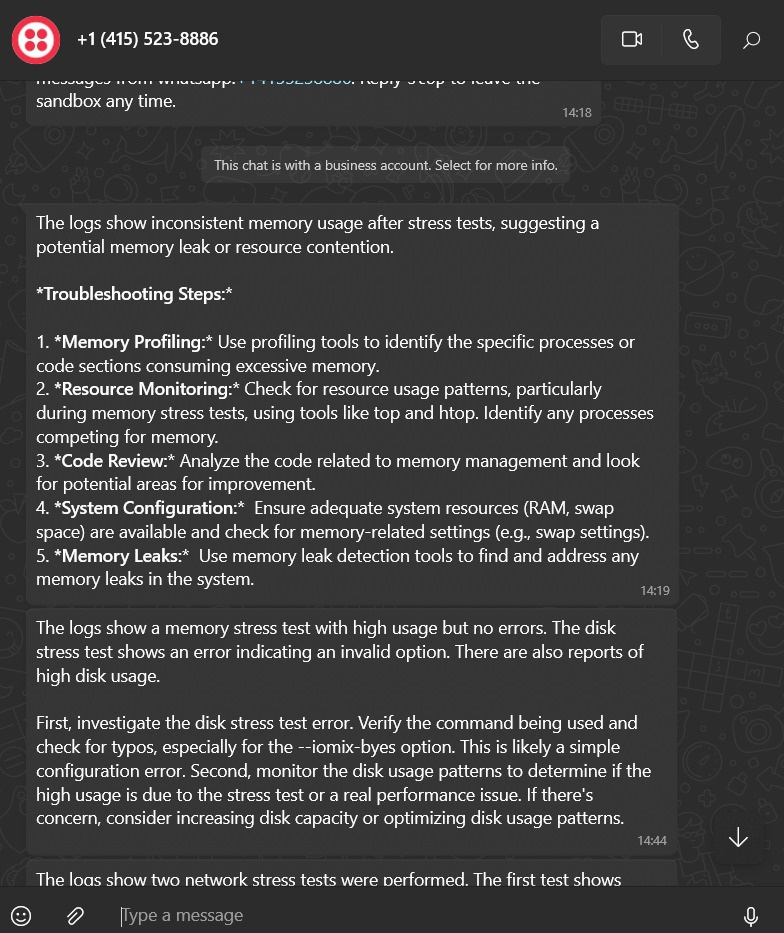 +1 (415) 523-8886
messages from whatsapp:+14155238886. Reply stop to leave the
sandbox any time.
14:18
This chat is with a business account. Select for more info.
The logs show inconsistent memory usage after stress tests, suggesting a
potential memory leak or resource contention.
*Troubleshooting Steps:*
1. *Memory Profiling:* Use profiling tools to identify the specific processes or
code sections consuming excessive memory.
2. *Resource Monitoring:* Check for resource usage patterns, particularly
during memory stress tests, using tools like top and htop. Identify any processes
competing for memory.
3. *Code Review:* Analyze the code related to memory management and look
for potential areas for improvement.
4. *System Configuration:*  Ensure adequate system resources (RAM, swap
space) are available and check for memory-related settings (e.g., swap settings).
5. *Memory Leaks:*  Use memory leak detection tools to find and address any
memory leaks in the system.
14:19
The logs show a memory stress test with high usage but no errors. The disk
stress test shows an error indicating an invalid option. There are also reports of
high disk usage.
First, investigate the disk stress test error. Verify the command being used and
check for typos, especially for the --iomix-byes option. This is likely a simple
configuration error. Second, monitor the disk usage patterns to determine if the
high usage is due to the stress test or a real performance issue. If there's
concern, consider increasing disk capacity or optimizing disk usage patterns.
14:44
The logs show two network stress tests were performed. The first test shows
Type a message